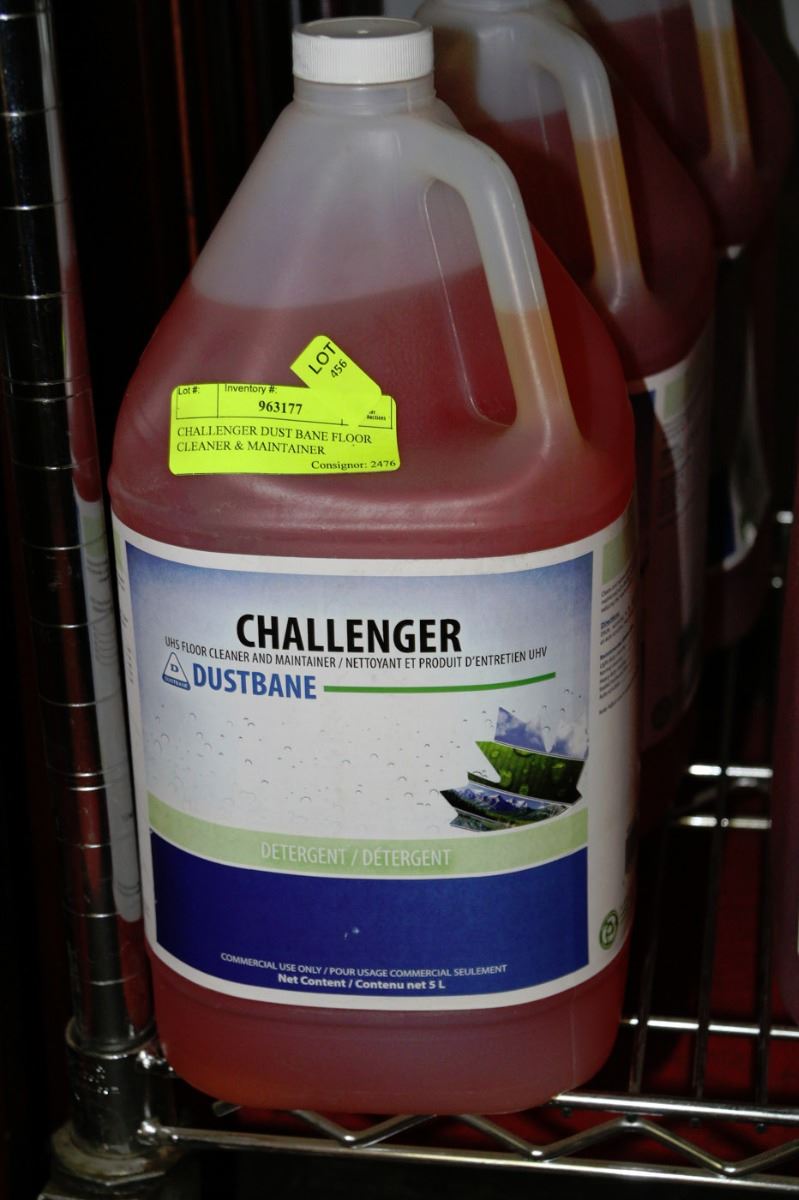 LOT
456
Lot #:
Inventory #:
963177
CHALLENGER DUST BANE FLOOR
CLEANER & MAINTAINER
Consignor: 2476
CHALLENGER
UHS FLOOR CLEANER AND MAINTAINER / NETTOYANT ET PRODUIT D'ENTRETIEN UHV
D
DUSTBANE
DETERGENT / DÉTERGENT
COMMERCIAL USE ONLY / POUR USAGE COMMERCIAL SEULEMENT
Net Content / Contenu net 5 L